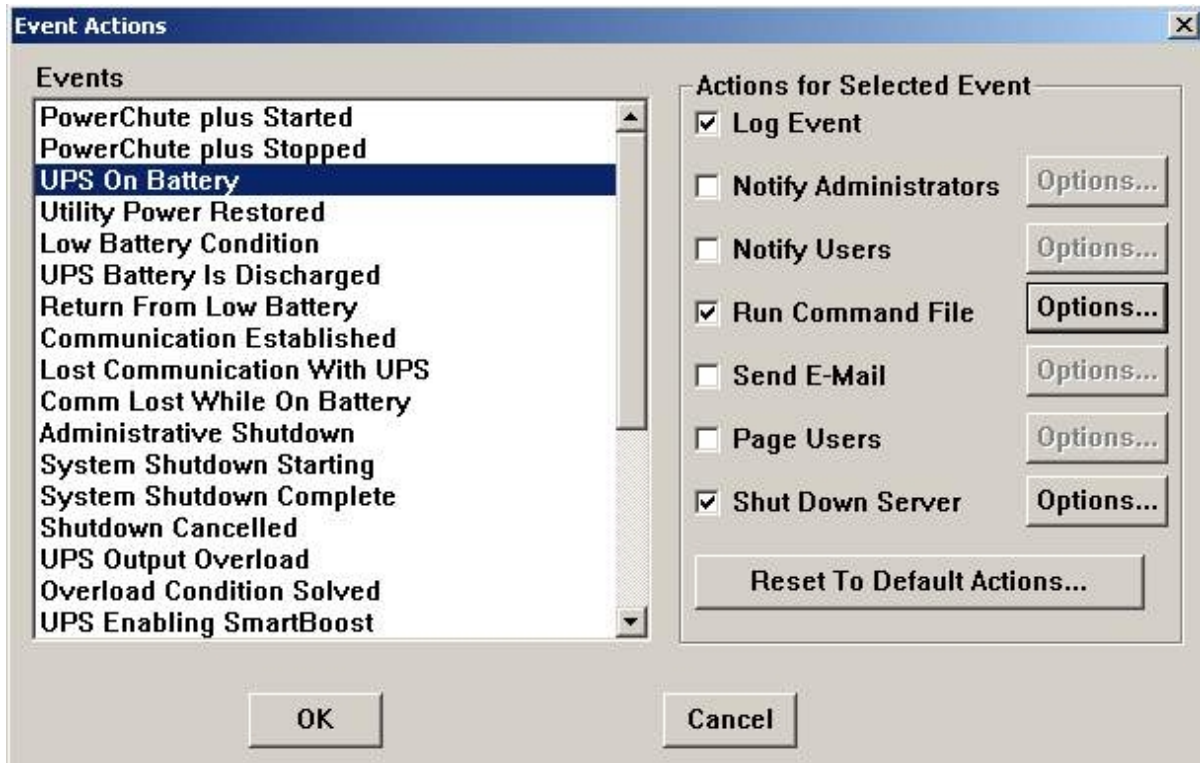 Event Actions
Events
PowerChute plus Started
PowerChute plus Stopped
UPS On Battery
Utility Power Restored
Low Battery Condition
UPS Battery Is Discharged
Return From Low Battery
Communication Established
Lost Communication With UPS
Comm Lost While On Battery
Administrative Shutdown
System Shutdown Starting
System Shutdown Complete
Shutdown Cancelled
UPS Output Overload
Overload Condition Solved
UPS Enabling SmartBoost
Actions for Selected Event
Log Event
Notify Administrators Options...
Notify Users Options...
Run Command File Options...
Send E-Mail Options...
Page Users Options...
Shut Down Server Options...
Reset To Default Actions...
OK Cancel